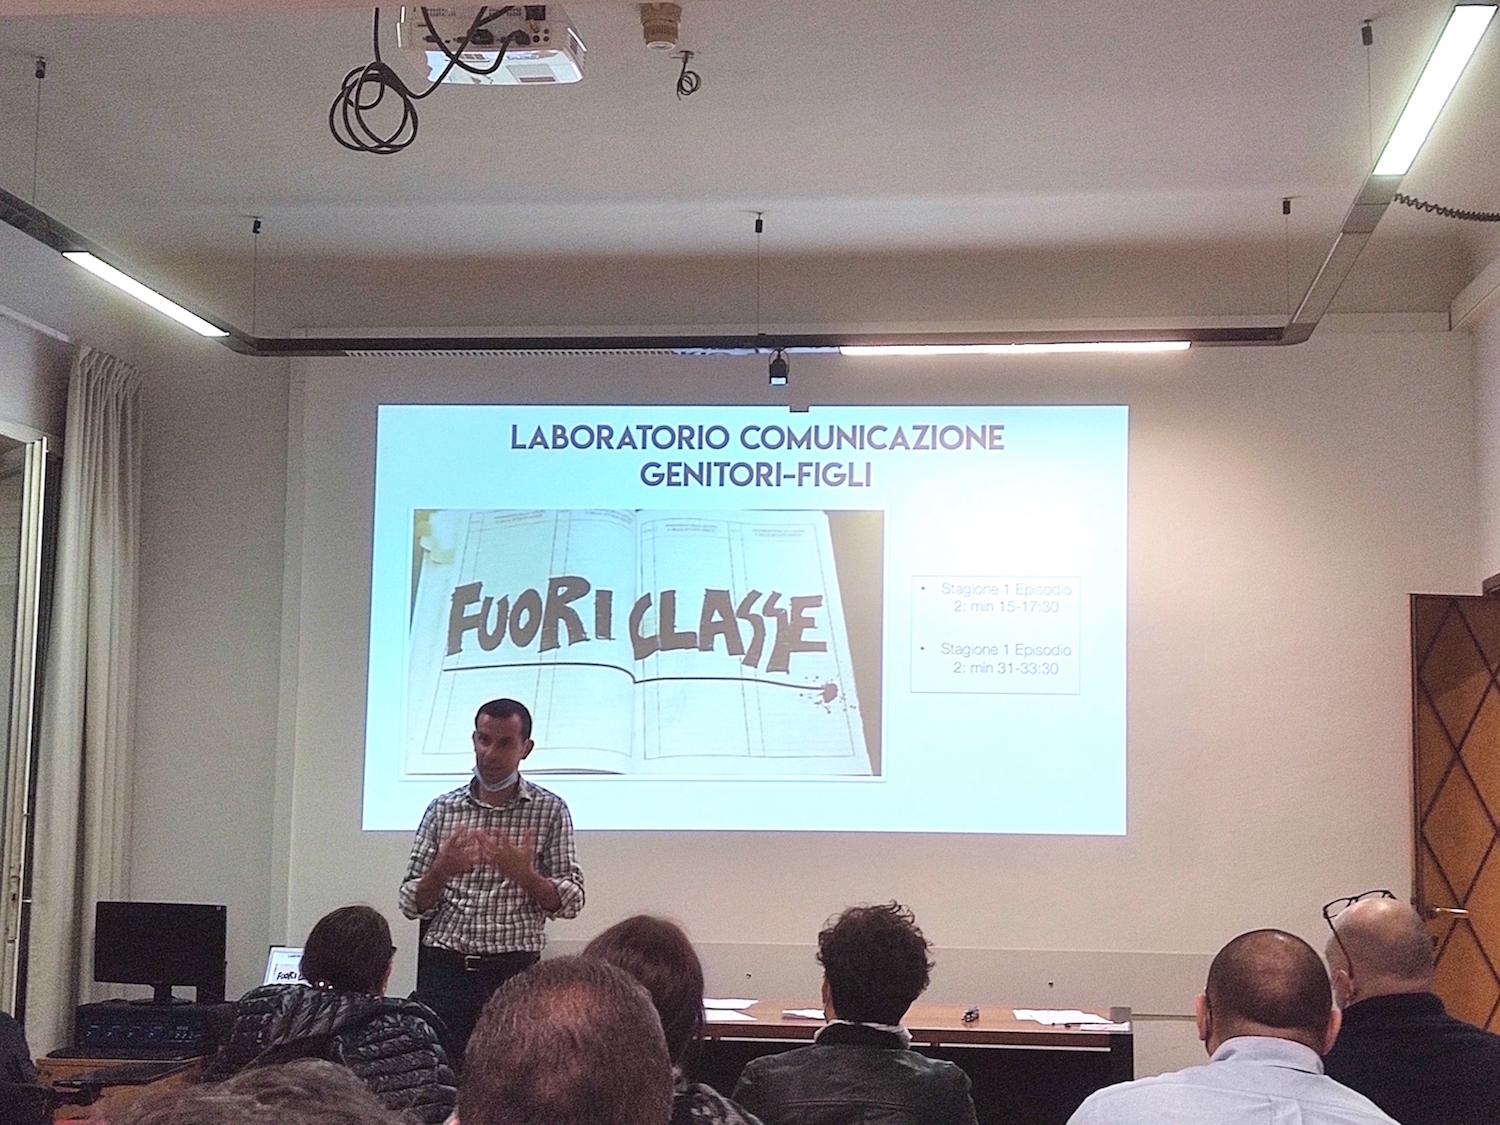 LABORATORIO COMUNICAZIONE
GENITORI-FIGLI
FUORI CLASSE
• Stagione 1 Episodio
2: min 15-17:30
• Stagione 1 Episodio
2: min 31-33:30